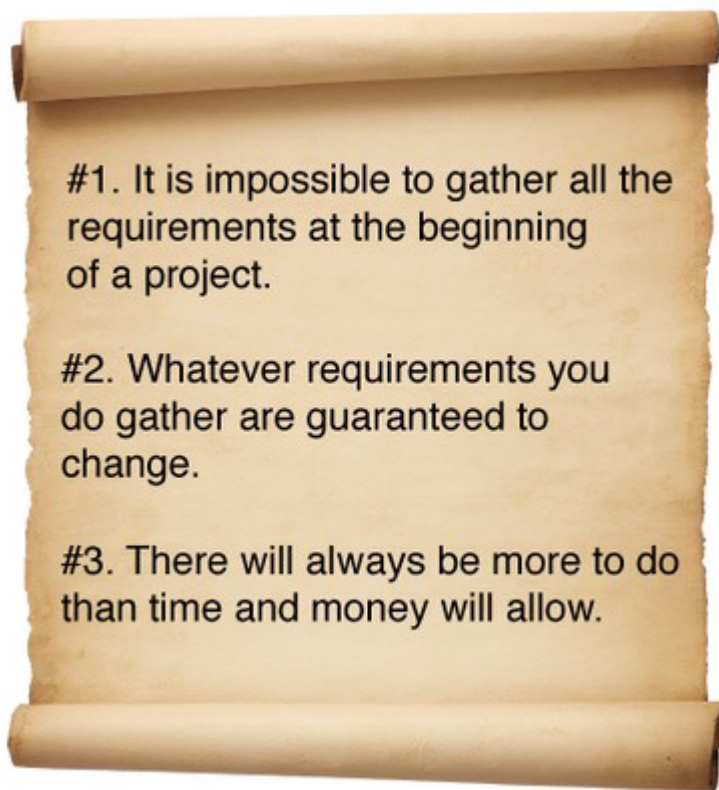 #1. It is impossible to gather all the
requirements at the beginning
of a project.
#2. Whatever requirements you
do gather are guaranteed to
change.
#3. There will always be more to do
than time and money will allow.